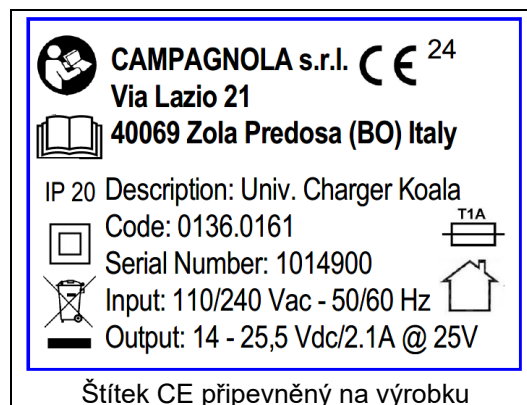 CAMPAGNOLA s.r.l. CE 24
Via Lazio 21
40069 Zola Predosa (BO) Italy
IP 20 Description: Univ. Charger Koala
Code: 0136.0161
T1A
Serial Number: 1014900
Input: 110/240 Vac - 50/60 Hz
Output: 14 - 25,5 Vdc/2.1A @ 25V
Štítek CE připevněný na výrobku